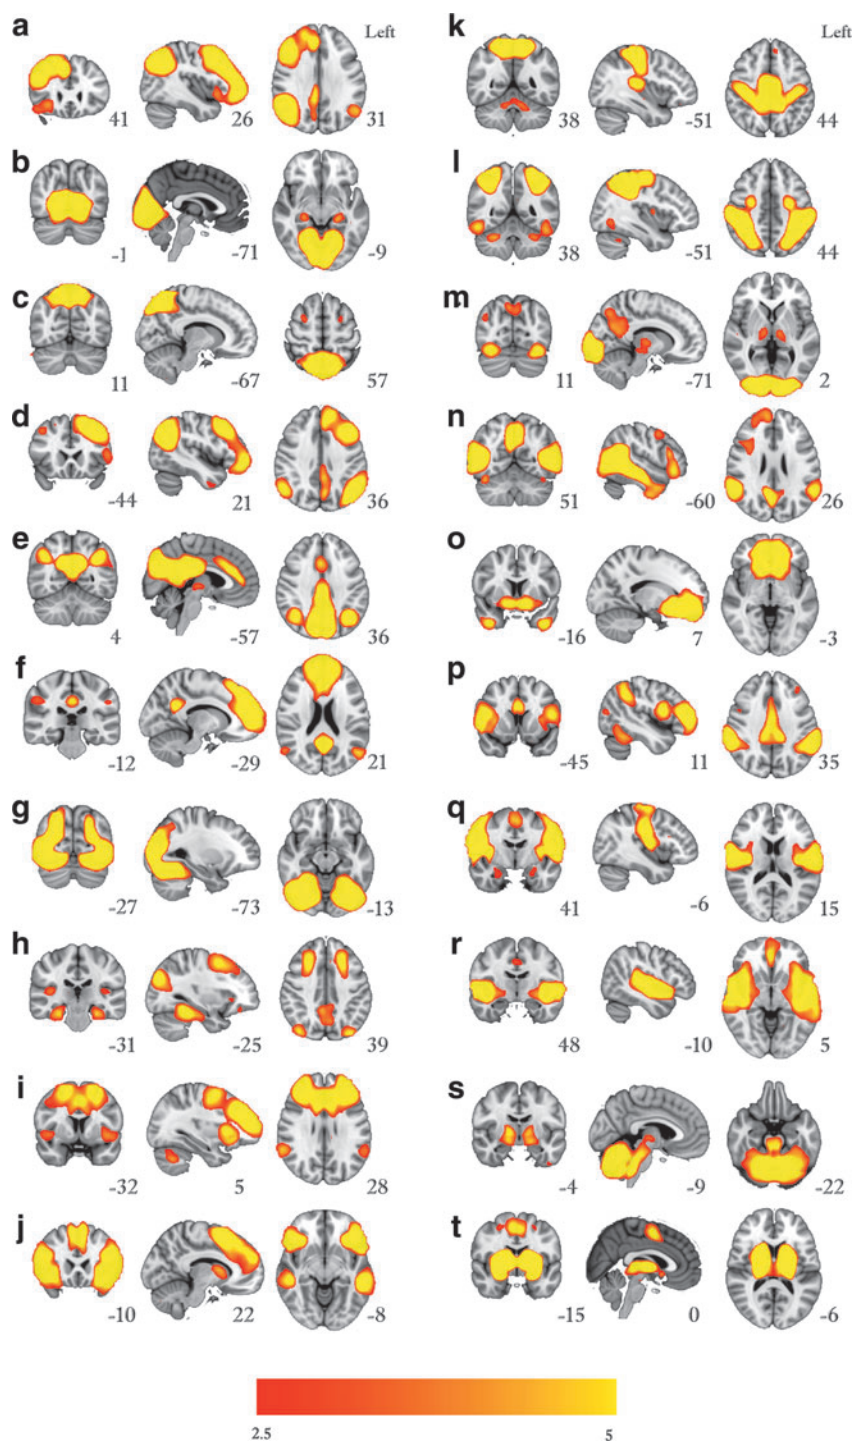 a Left
41 26 31
b
-1 -71 -9
c
11 -67 57
d
-44 21 36
e
4 -57 36
f
-12 -29 21
g
-27 -73 -13
h
-31 -25 39
i
-32 5 28
j
-10 22 -8
k Left
38 -51 44
l
38 -51 44
m
11 -71 2
n
51 -60 26
o
-16 7 -3
p
-45 11 35
q
41 -6 15
r
48 -10 5
s
-4 -9 -22
t
-15 0 -6
2.5 5